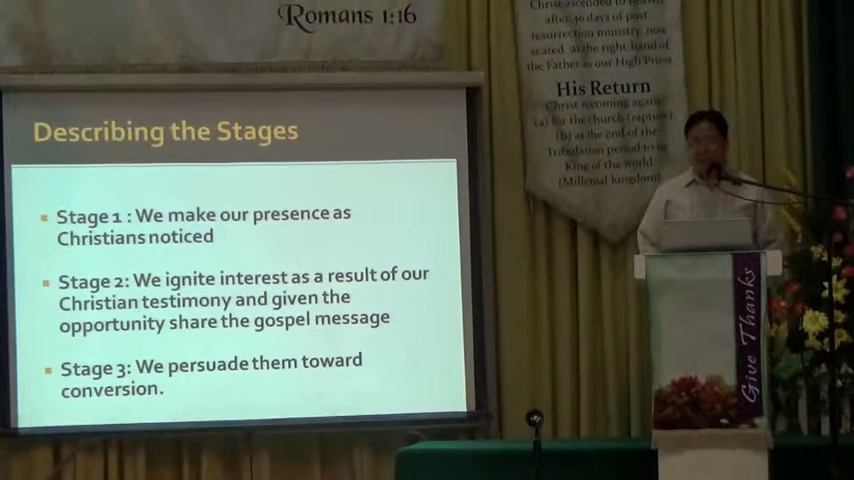 Romans 1:16
Christ ascended to heaven
after 40 days of post
resurrection ministry, now
seated at the right hand of
the Father as our High Priest
His Return
Christ is coming again
(a) for the church (rapture),
(b) at the end of the
Tribulation period to be
King of the world
(Millenial kingdom)
Describing the Stages
Stage 1 : We make our presence as
Christians noticed
Stage 2: We ignite interest as a result of our
Christian testimony and given the
opportunity share the gospel message
Stage 3: We persuade them toward
conversion.
Give Thanks